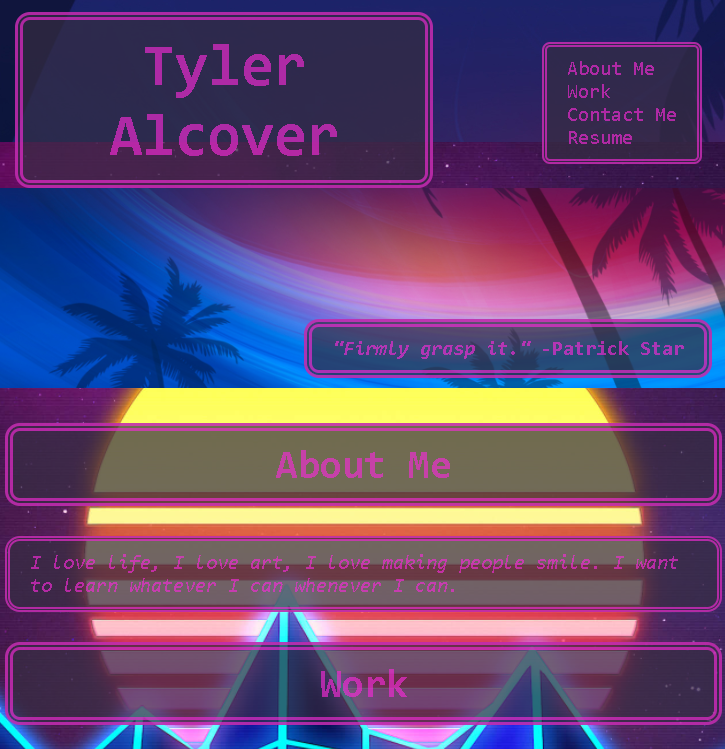 Tyler
Alcover
About Me
Work
Contact Me
Resume
"Firmly grasp it." -Patrick Star
About Me
I love life, I love art, I love making people smile. I want
to learn whatever I can whenever I can.
Work